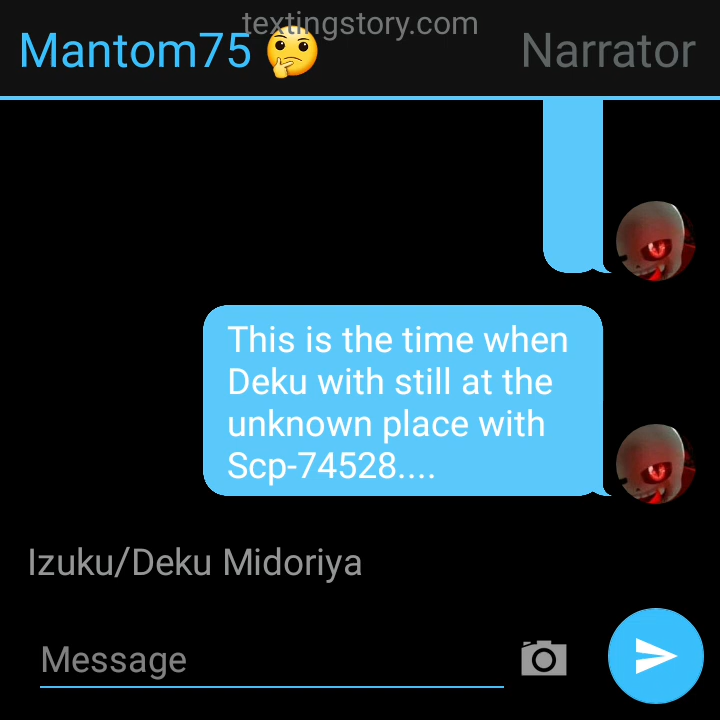 textingstory.com
Mantom75 🤔 Narrator
This is the time when
Deku with still at the
unknown place with
Scp-74528....
Izuku/Deku Midoriya
Message